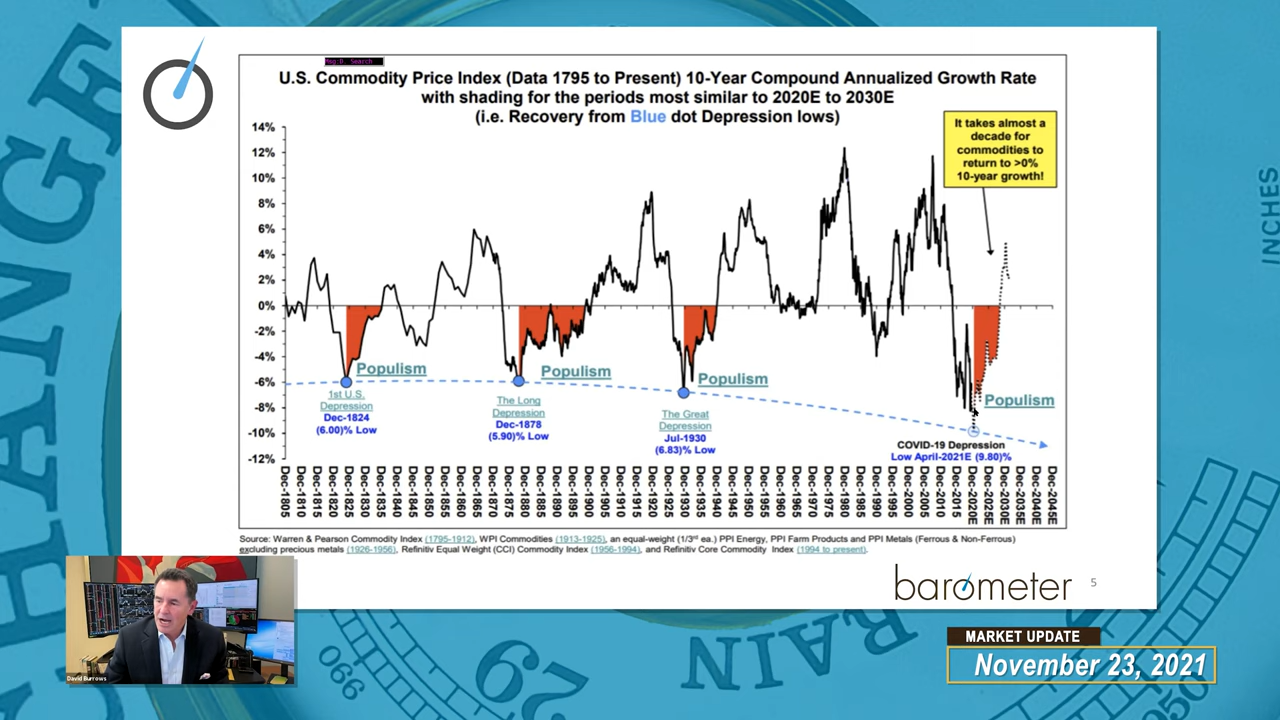 Msg:D. Search
U.S. Commodity Price Index (Data 1795 to Present) 10-Year Compound Annualized Growth Rate
with shading for the periods most similar to 2020E to 2030E
(i.e. Recovery from Blue dot Depression lows)
It takes almost a
decade for
commodities to
return to >0%
10-year growth!
14%
12%
10%
8%
6%
4%
2%
0%
-2%
-4%
-6%
-8%
-10%
-12%
Populism
1st U.S.
Depression
Dec-1824
(6.00)% Low
Populism
The Long
Depression
Dec-1878
(5.90)% Low
Populism
The Great
Depression
Jul-1930
(6.83)% Low
Populism
COVID-19 Depression
Low April-2021E (9.80)%
Dec-1805
Dec-1810
Dec-1815
Dec-1820
Dec-1825
Dec-1830
Dec-1835
Dec-1840
Dec-1845
Dec-1850
Dec-1855
Dec-1860
Dec-1865
Dec-1870
Dec-1875
Dec-1880
Dec-1885
Dec-1890
Dec-1895
Dec-1900
Dec-1905
Dec-1910
Dec-1915
Dec-1920
Dec-1925
Dec-1930
Dec-1935
Dec-1940
Dec-1945
Dec-1950
Dec-1955
Dec-1960
Dec-1965
Dec-1970
Dec-1975
Dec-1980
Dec-1985
Dec-1990
Dec-1995
Dec-2000
Dec-2005
Dec-2010
Dec-2015
Dec-2020E
Dec-2025E
Dec-2030E
Dec-2035E
Dec-2040E
Dec-2045E
Source: Warren & Pearson Commodity Index (1795-1912), WPI Commodities (1913-1925), an equal-weight (1/3rd ea.) PPI Energy, PPI Farm Products and PPI Metals (Ferrous & Non-Ferrous)
excluding precious metals (1926-1956), Refinitiv Equal Weight (CCI) Commodity Index (1956-1994), and Refinitiv Core Commodity Index (1994 to present).
barometer
5
David Burrows
MARKET UPDATE
November 23, 2021
CHANGE
RAIN
29
INCHES
990